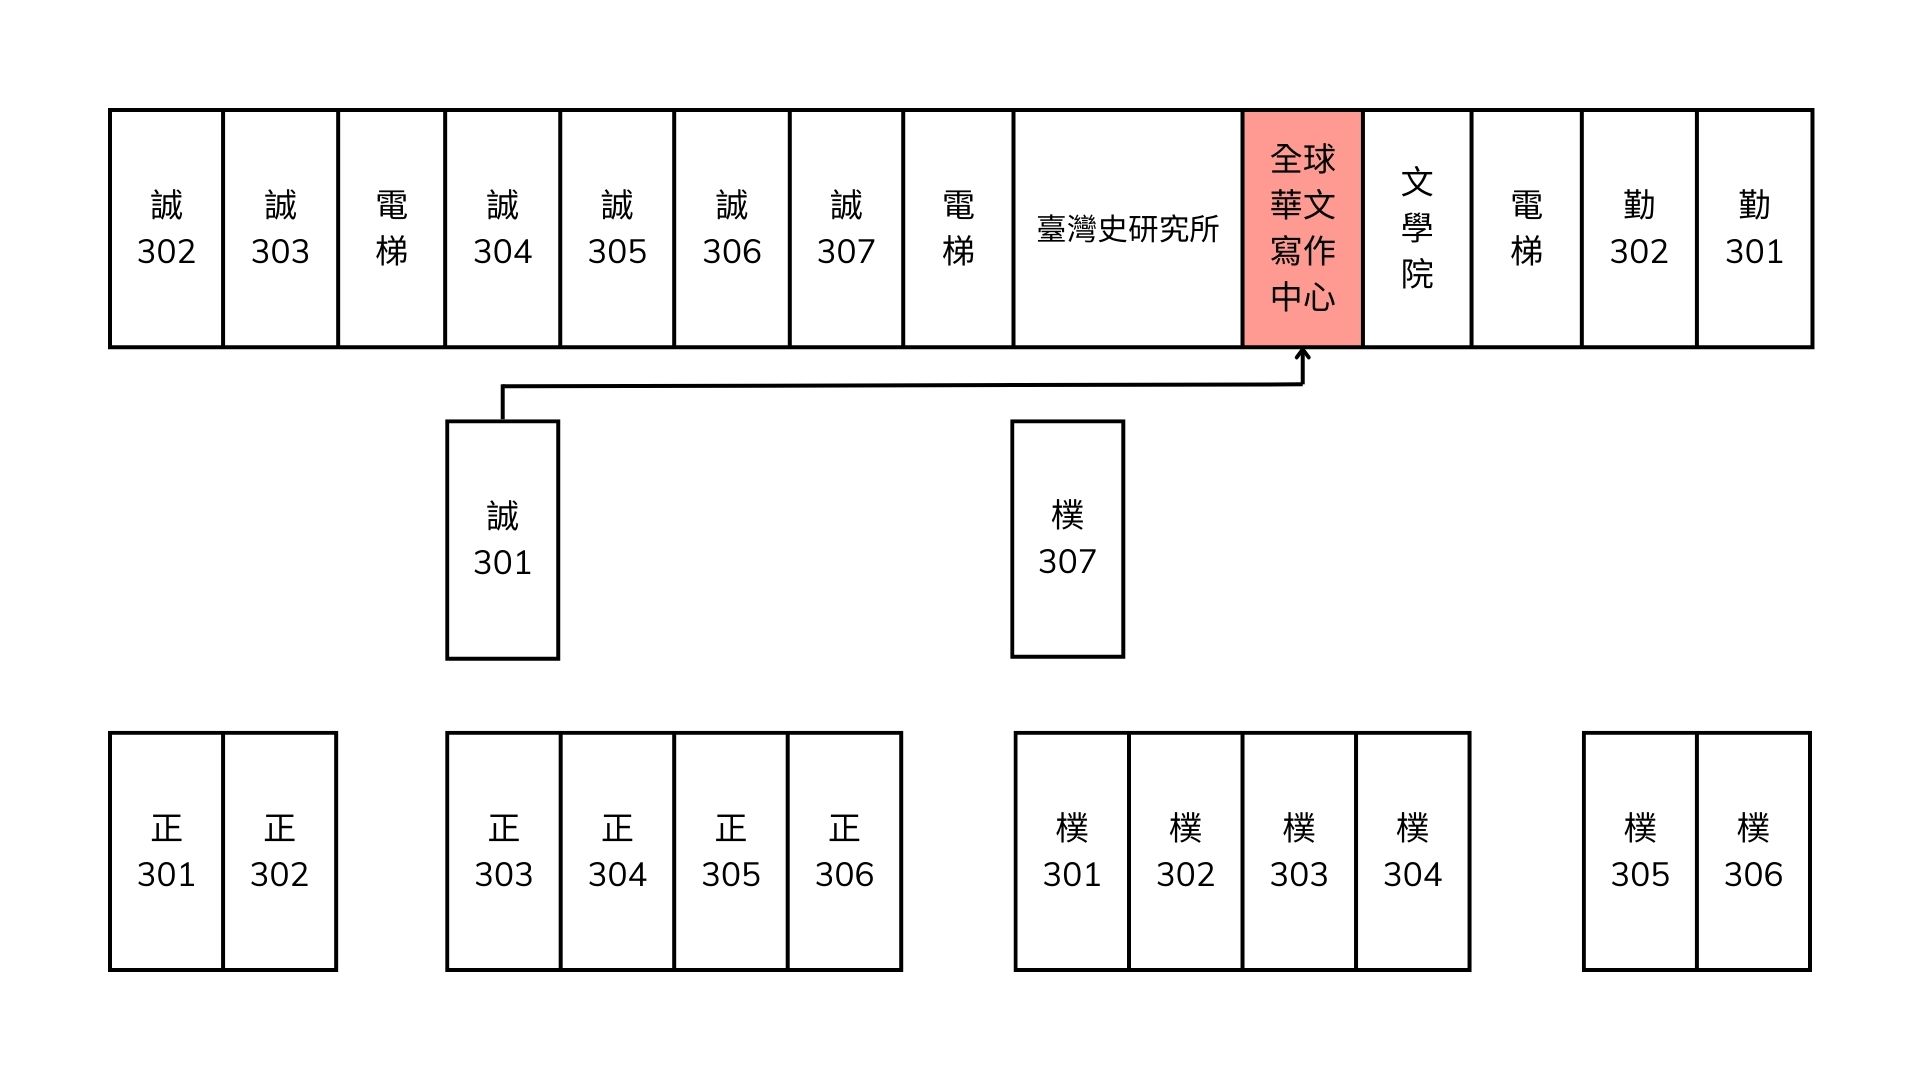 誠
302
誠
303
電
梯
誠
304
誠
305
誠
306
誠
307
電
梯
臺灣史研究所
全球
華文
寫作
中心
文
學
院
電
梯
勤
302
勤
301
誠
301
樸
307
正
301
正
302
正
303
正
304
正
305
正
306
樸
301
樸
302
樸
303
樸
304
樸
305
樸
306